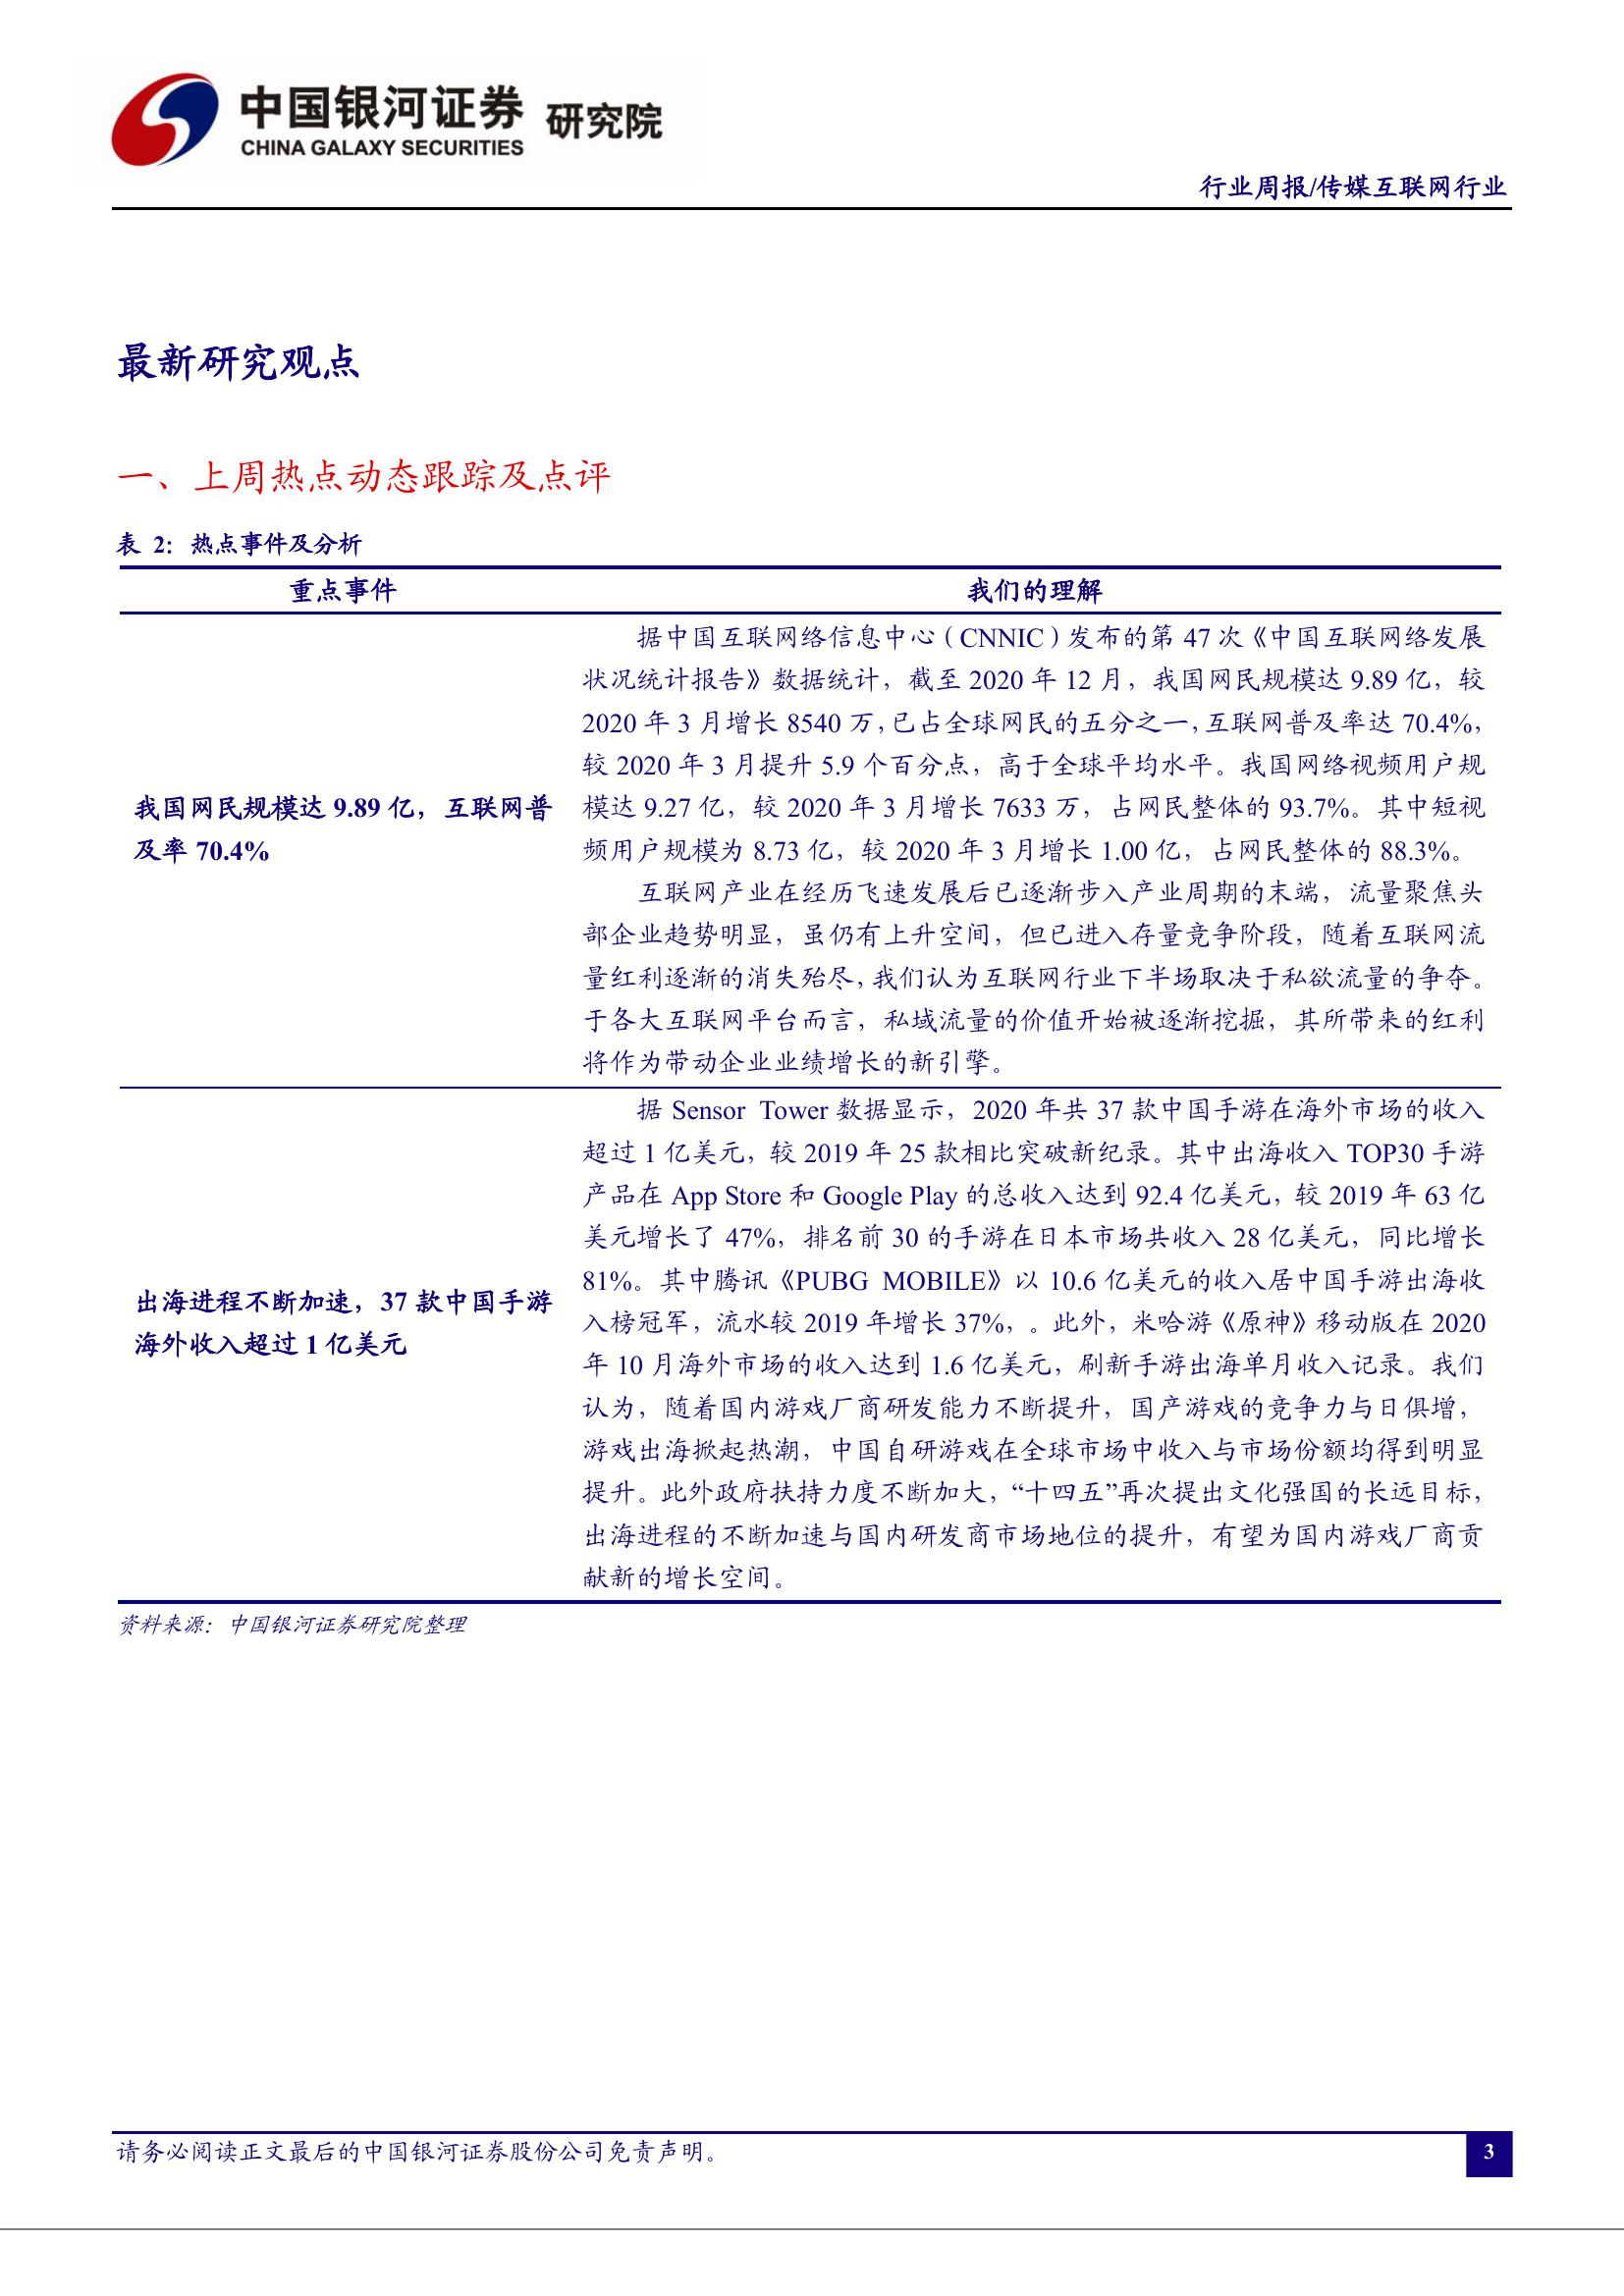 中国银河证券 研究院
CHINA GALAXY SECURITIES
行业周报/传媒互联网行业
最新研究观点
一、上周热点动态跟踪及点评
表 2：热点事件及分析
重点事件
我们的理解
我国网民规模达 9.89 亿，互联网普
及率 70.4%
据中国互联网络信息中心（CNNIC）发布的第 47 次《中国互联网络发展
状况统计报告》数据统计，截至 2020 年 12 月，我国网民规模达 9.89 亿，较
2020 年 3 月增长 8540 万，已占全球网民的五分之一，互联网普及率达 70.4%，
较 2020 年 3 月提升 5.9 个百分点，高于全球平均水平。我国网络视频用户规
模达 9.27 亿，较 2020 年 3 月增长 7633 万，占网民整体的 93.7%。其中短视
频用户规模为 8.73 亿，较 2020 年 3 月增长 1.00 亿，占网民整体的 88.3%。
互联网产业在经历飞速发展后已逐渐步入产业周期的末端，流量聚焦头
部企业趋势明显，虽仍有上升空间，但已进入存量竞争阶段，随着互联网流
量红利逐渐的消失殆尽，我们认为互联网行业下半场取决于私欲流量的争夺。
于各大互联网平台而言，私域流量的价值开始被逐渐挖掘，其所带来的红利
将作为带动企业业绩增长的新引擎。
出海进程不断加速，37 款中国手游
海外收入超过 1 亿美元
据 Sensor Tower 数据显示，2020 年共 37 款中国手游在海外市场的收入
超过 1 亿美元，较 2019 年 25 款相比突破新纪录。其中出海收入 TOP30 手游
产品在 App Store 和 Google Play 的总收入达到 92.4 亿美元，较 2019 年 63 亿
美元增长了 47%，排名前 30 的手游在日本市场共收入 28 亿美元，同比增长
81%。其中腾讯《PUBG MOBILE》以 10.6 亿美元的收入居中国手游出海收
入榜冠军，流水较 2019 年增长 37%，。此外，米哈游《原神》移动版在 2020
年 10 月海外市场的收入达到 1.6 亿美元，刷新手游出海单月收入记录。我们
认为，随着国内游戏厂商研发能力不断提升，国产游戏的竞争力与日俱增，
游戏出海掀起热潮，中国自研游戏在全球市场中收入与市场份额均得到明显
提升。此外政府扶持力度不断加大，“十四五”再次提出文化强国的长远目标，
出海进程的不断加速与国内研发商市场地位的提升，有望为国内游戏厂商贡
献新的增长空间。
资料来源：中国银河证券研究院整理
请务必阅读正文最后的中国银河证券股份公司免责声明。
3